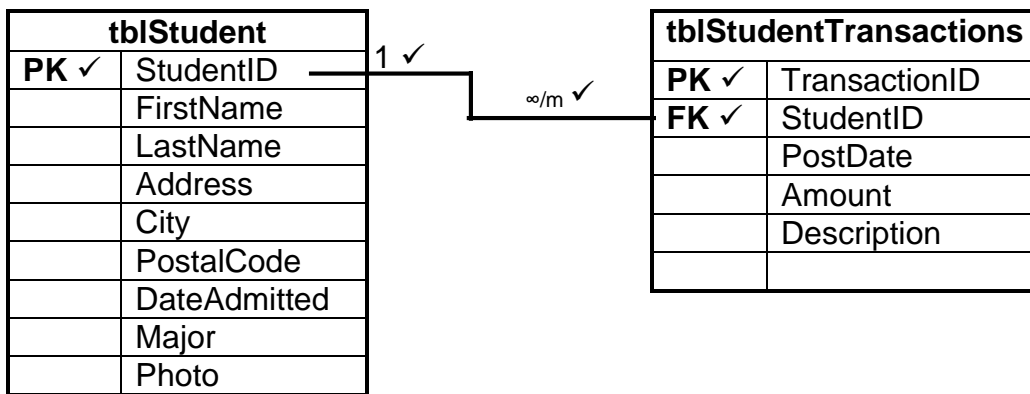 tblStudent
PK ✓ StudentID
FirstName
LastName
Address
City
PostalCode
DateAdmitted
Major
Photo
1 ✓
∞/m ✓
tblStudentTransactions
PK ✓ TransactionID
FK ✓ StudentID
PostDate
Amount
Description